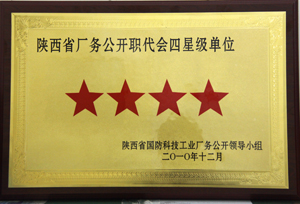 陕西省厂务公开职代会四星级单位
陕西省国防科技工业厂务公开领导小组
二〇一〇年十二月